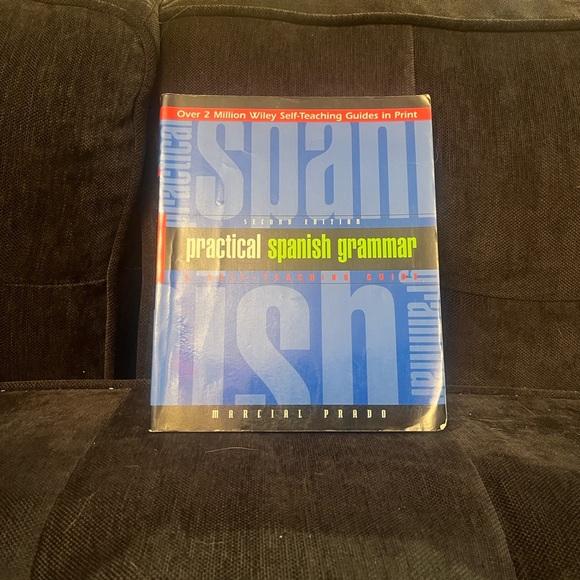 Over 2 Million Wiley Self-Teaching Guides in Print
practical
span
SECOND EDITION
practical spanish grammar
A SELF-TEACHING GUIDE
ish
grammar
MARCIAL PRADO